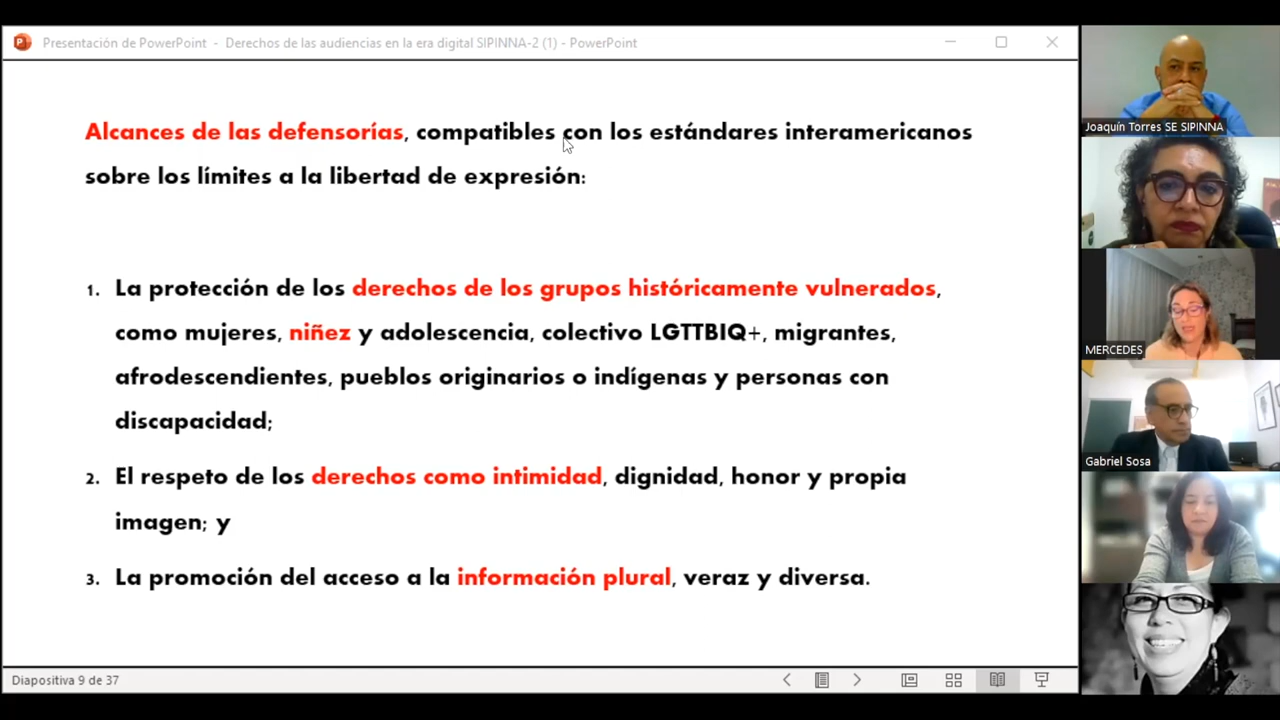 Presentación de PowerPoint - Derechos de las audiencias en la era digital SIPINNA-2 (1) - PowerPoint
Alcances de las defensorías, compatibles con los estándares interamericanos
sobre los límites a la libertad de expresión:
1. La protección de los derechos de los grupos históricamente vulnerados,
como mujeres, niñez y adolescencia, colectivo LGTTBIQ+, migrantes,
afrodescendientes, pueblos originarios o indígenas y personas con
discapacidad;
2. El respeto de los derechos como intimidad, dignidad, honor y propia
imagen; y
3. La promoción del acceso a la información plural, veraz y diversa.
Diapositiva 9 de 37
Joaquín Torres SE SIPINNA
MERCEDES
Gabriel Sosa